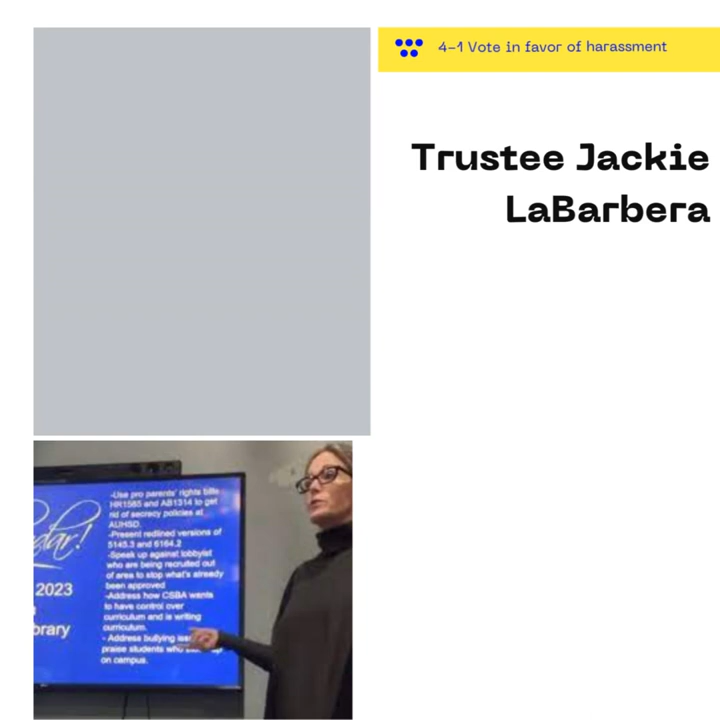 4-1 Vote in favor of harassment
Trustee Jackie
LaBarbera
dar!
2023
brary
-Use pro parents' rights bills
HR1585 and AB1314 to get
rid of secrecy policies at
AUHSD.
-Present redlined versions of
5145.3 and 6164.2
-Speak up against lobbyist
who are being recruited out
of area to stop what's already
been approved
-Address how CSBA wants
to have control over
curriculum and is writing
curriculum.
- Address bullying
praise students who
on campus.